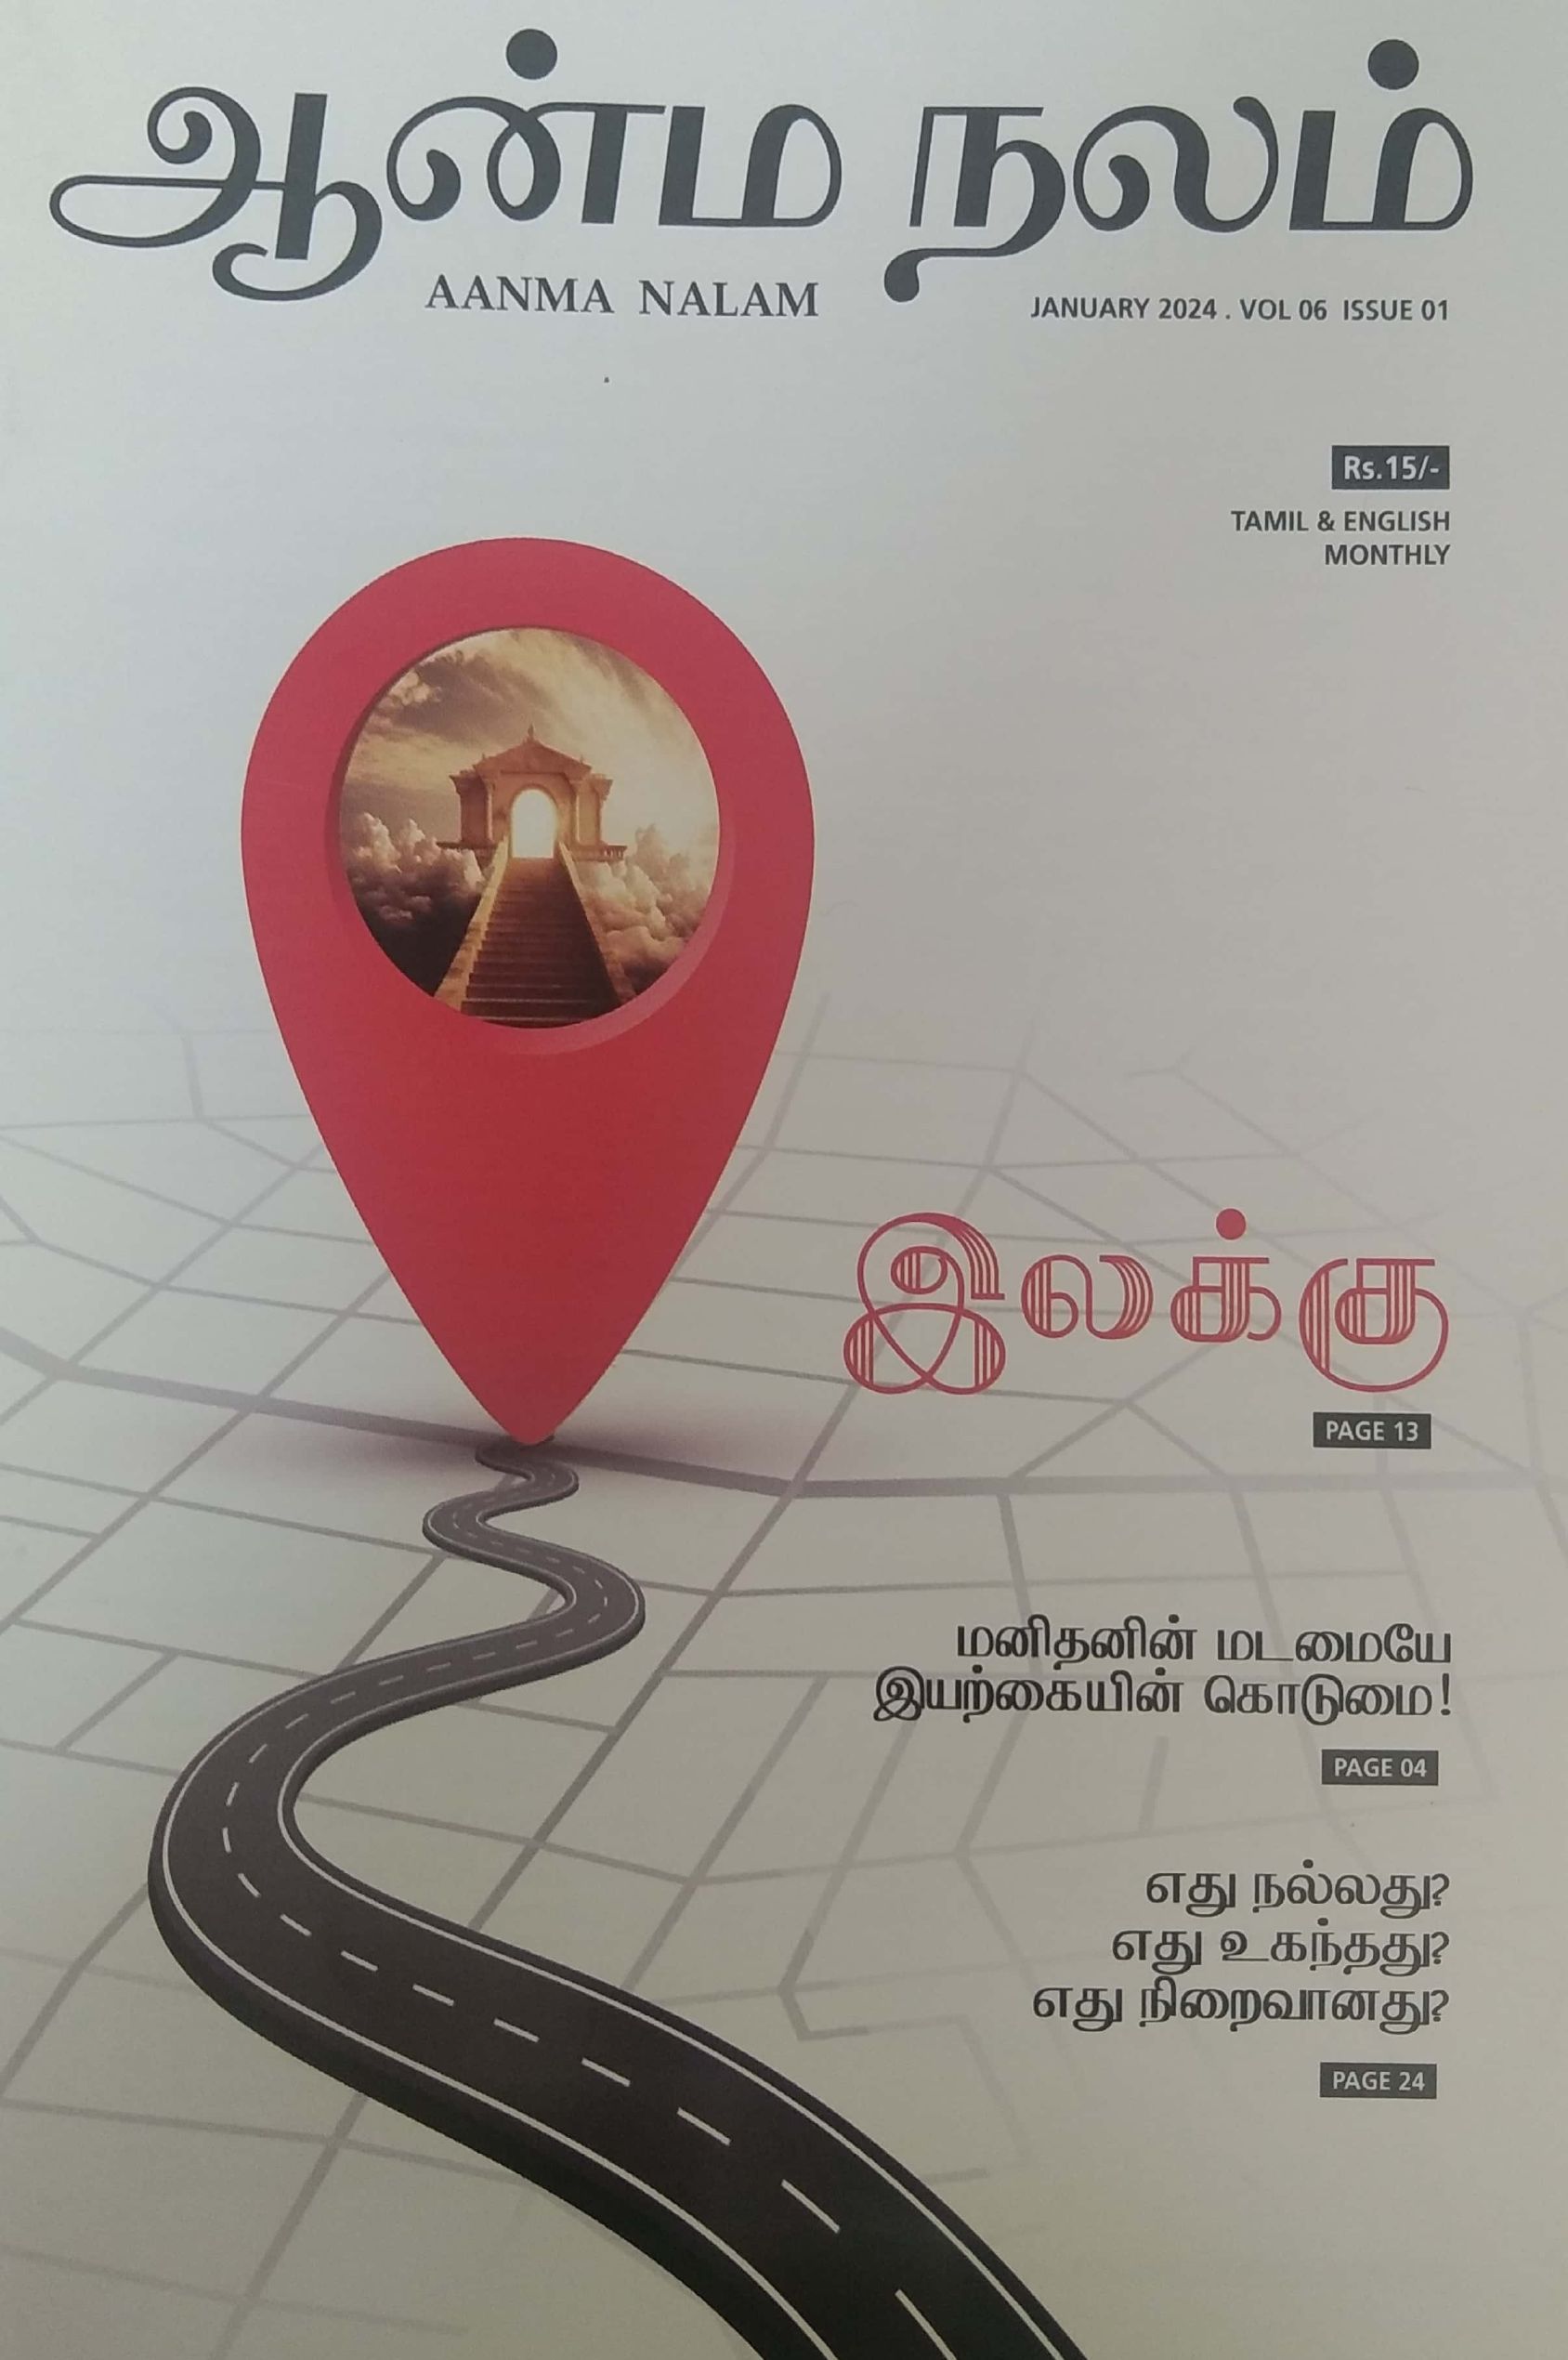 ஆன்ம நலம்
AANMA NALAM
JANUARY 2024 . VOL 06 ISSUE 01
Rs.15/-
TAMIL & ENGLISH
MONTHLY
இலக்கு
PAGE 13
மனிதனின் மடமையே
இயற்கையின் கொடுமை!
PAGE 04
எது நல்லது?
எது உகந்தது?
எது நிறைவானது?
PAGE 24